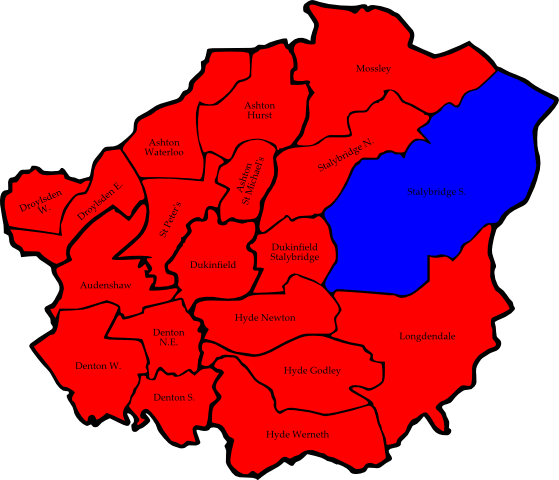 Mossley
Ashton
Hurst
Ashton
Waterloo
Stalybridge N.
Ashton
St Michael's
Droylsden
W.
Droylsden E.
Stalybridge S.
St Peter's
Dukinfield
Stalybridge
Dukinfield
Audenshaw
Hyde Newton
Denton
N.E.
Longdendale
Denton W.
Hyde Godley
Denton S.
Hyde Werneth